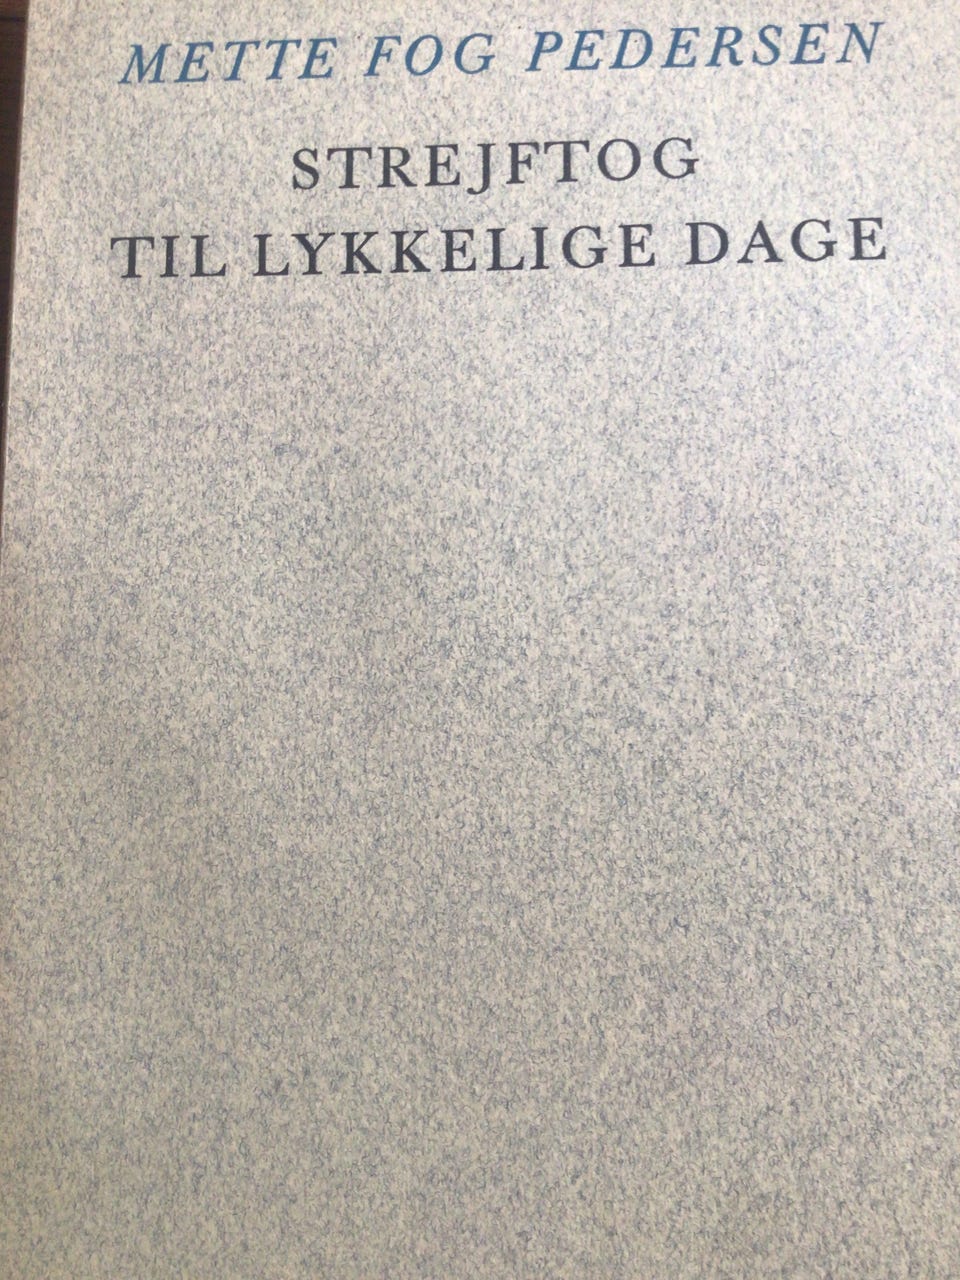 METTE FOG PEDERSEN
STREJFTOG
TIL LYKKELIGE DAGE